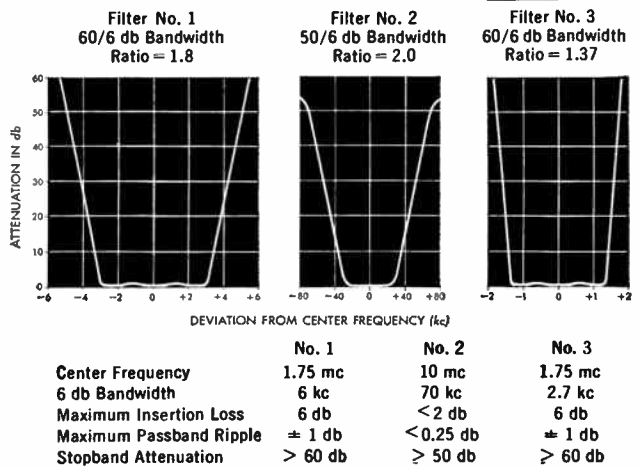 Filter No. 1
60/6 db Bandwidth
Ratio = 1.8
Filter No. 2
50/6 db Bandwidth
Ratio = 2.0
Filter No. 3
60/6 db Bandwidth
Ratio = 1.37
ATTENUATION IN db
60
50
40
30
20
10
0
-6 -4 -2 0 +2 +4 +6
-80 -40 0 +40 +80
-2 -1 0 +1 +2
DEVIATION FROM CENTER FREQUENCY (kc)
No. 1 No. 2 No. 3
Center Frequency 1.75 mc 10 mc 1.75 mc
6 db Bandwidth 6 kc 70 kc 2.7 kc
Maximum Insertion Loss 6 db <2 db 6 db
Maximum Passband Ripple ± 1 db <0.25 db ± 1 db
Stopband Attenuation > 60 db ≥ 50 db ≥ 60 db